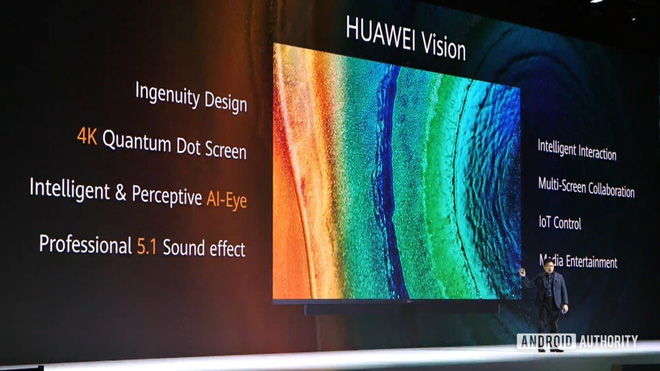 HUAWEI Vision
Ingenuity Design
4K Quantum Dot Screen
Intelligent & Perceptive AI-Eye
Professional 5.1 Sound effect
Intelligent Interaction
Multi-Screen Collaboration
IoT Control
Media Entertainment
ANDROID AUTHORITY